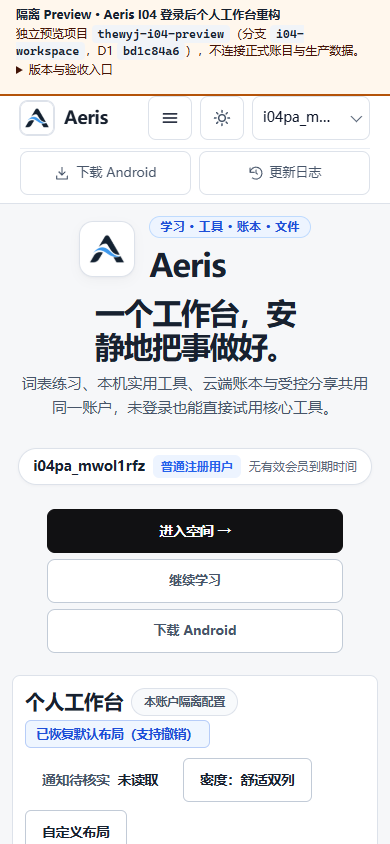 隔离 Preview · Aeris I04 登录后个人工作台重构
独立预览项目 thewyj-i04-preview （分支 i04-
workspace ，D1 bd1c84a6 ），不连接正式账目与生产数据。
▶ 版本与验收入口
Aeris
i04pa_m...
下载 Android
更新日志
学习・工具・账本・文件
Aeris
一个工作台，安
静地把事做好。
词表练习、本机实用工具、云端账本与受控分享共用
同一账户，未登录也能直接试用核心工具。
i04pa_mwol1rfz 普通注册用户 无有效会员到期时间
进入空间 →
继续学习
下载 Android
个人工作台 本账户隔离配置
已恢复默认布局（支持撤销）
通知待核实 未读取 密度：舒适双列
自定义布局